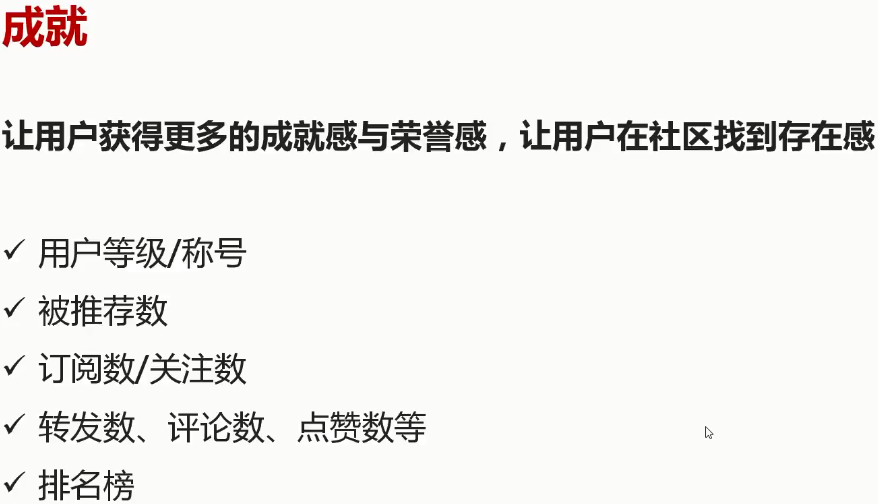 成就
让用户获得更多的成就感与荣誉感，让用户在社区找到存在感
✓ 用户等级/称号
✓ 被推荐数
✓ 订阅数/关注数
✓ 转发数、评论数、点赞数等
✓ 排名榜